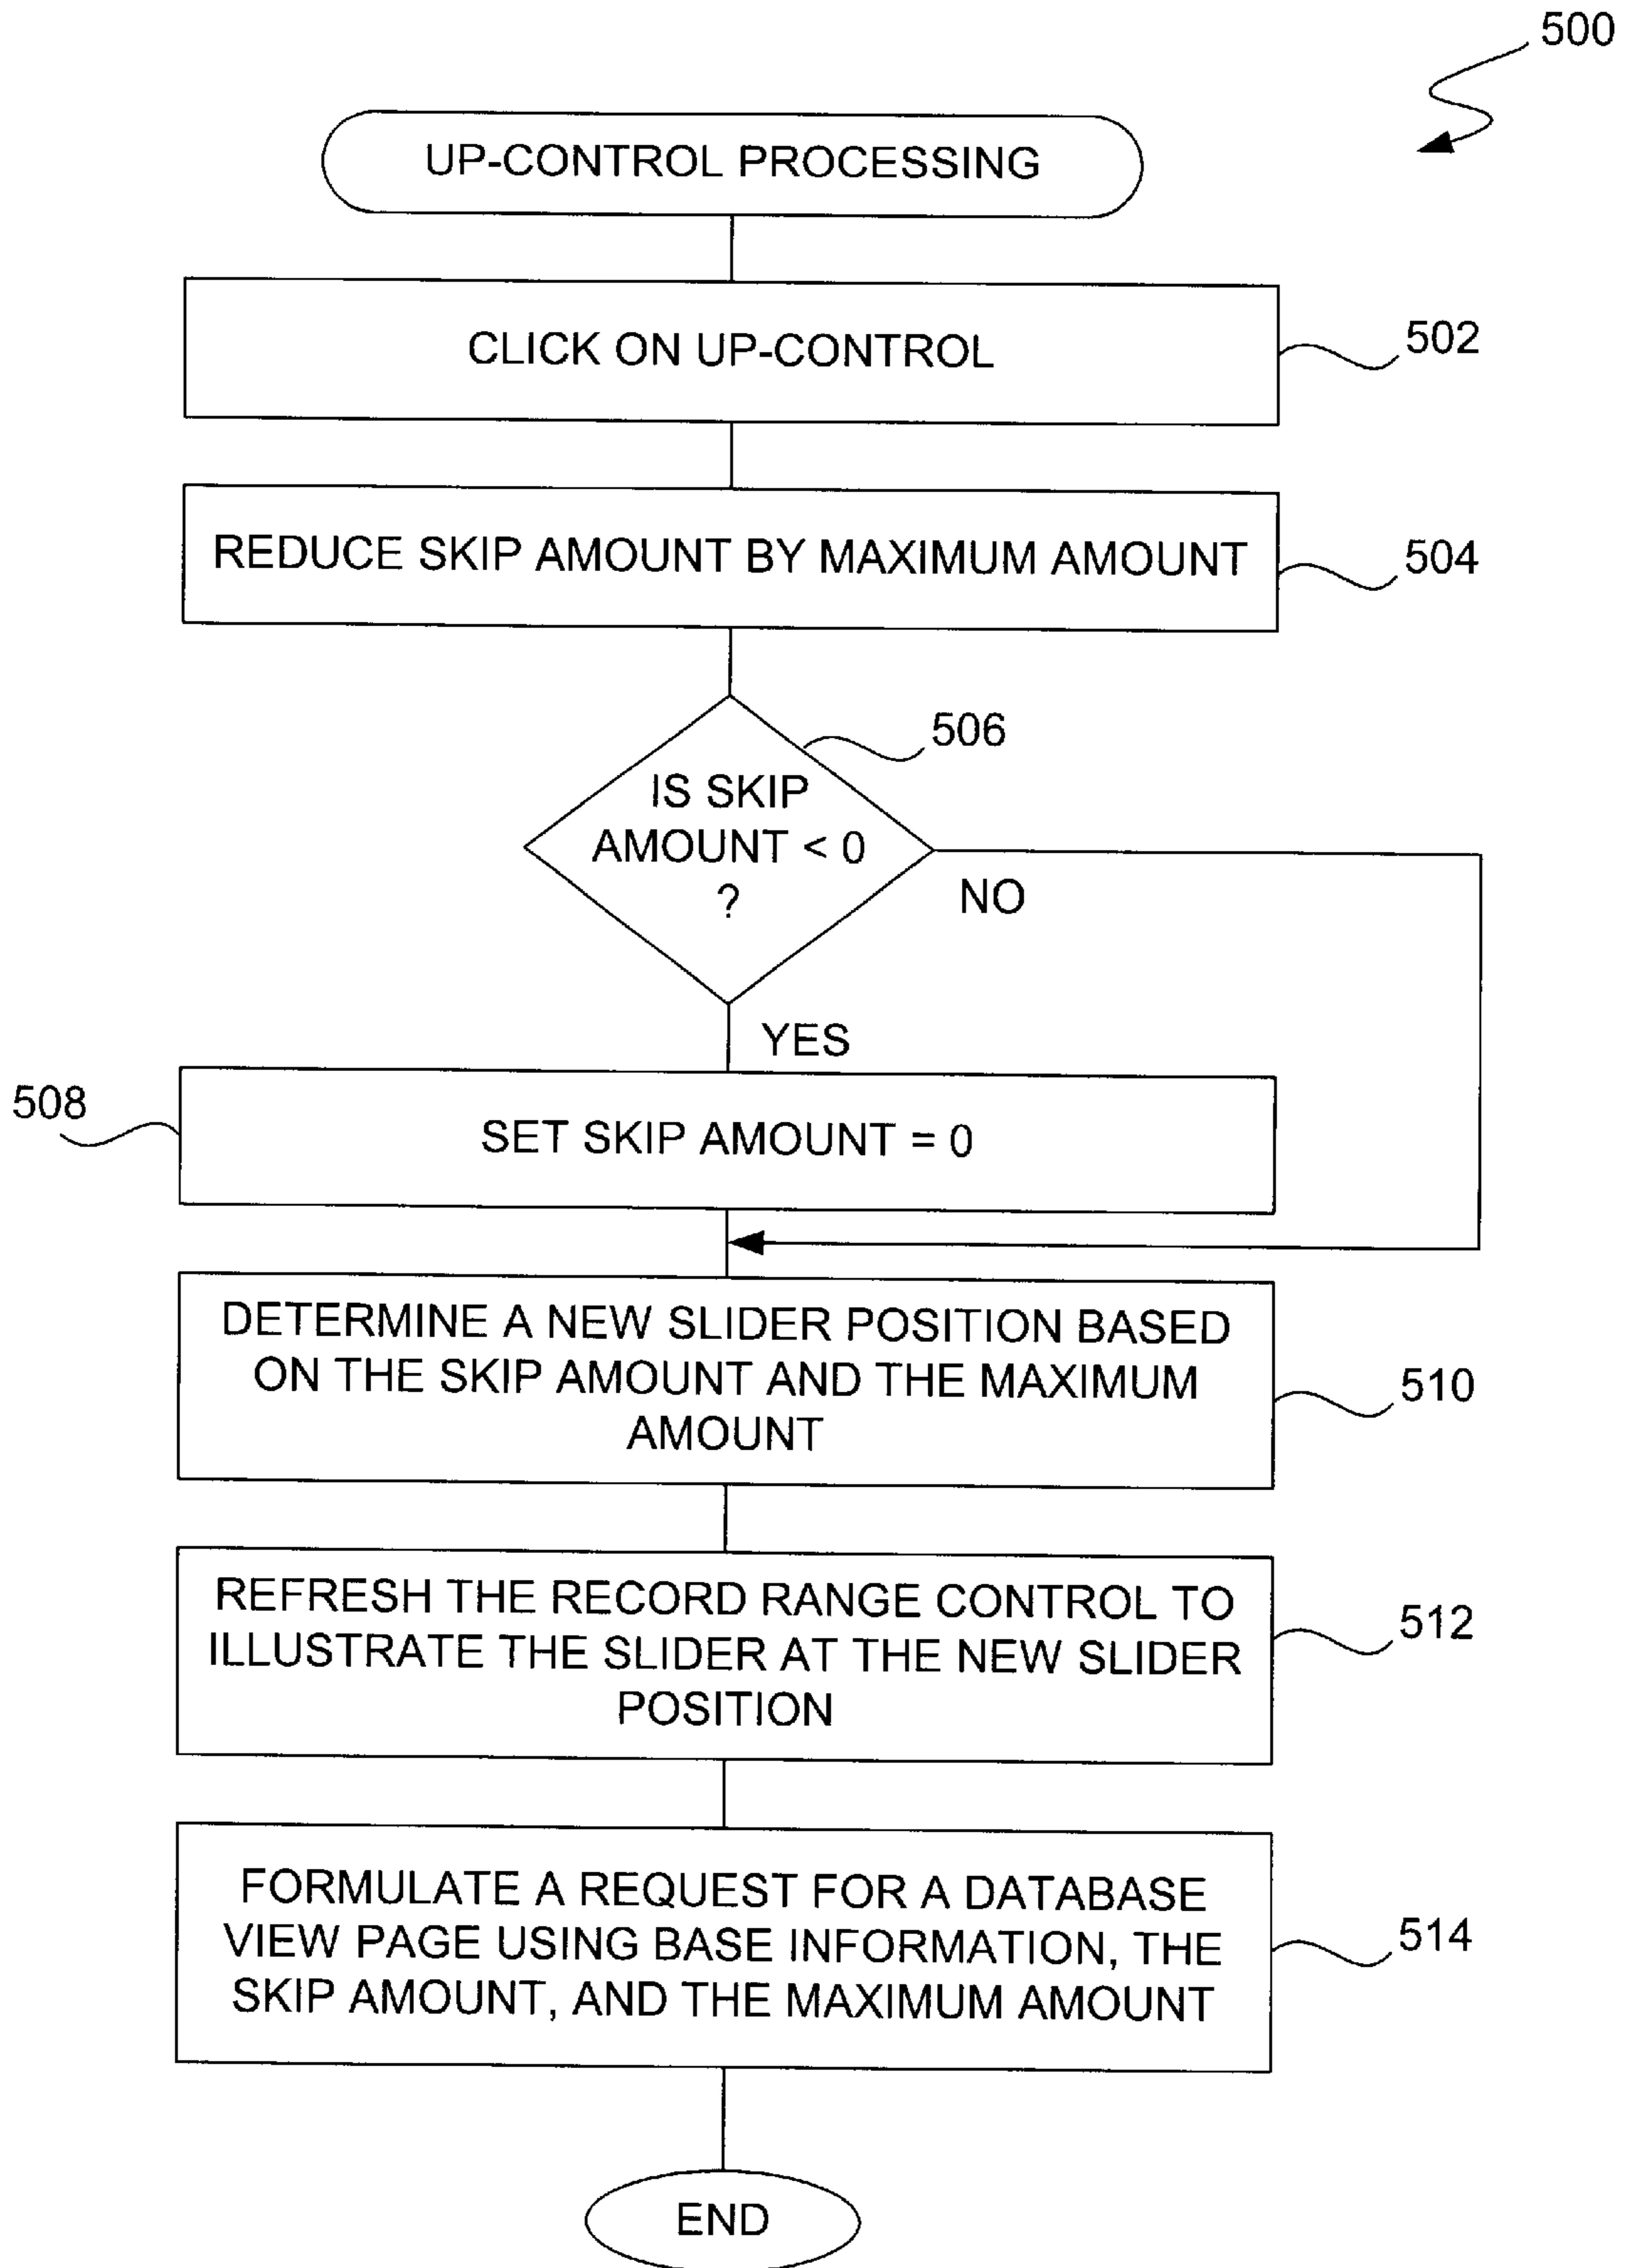 500
UP-CONTROL PROCESSING
CLICK ON UP-CONTROL
502
REDUCE SKIP AMOUNT BY MAXIMUM AMOUNT
504
506
IS SKIP
AMOUNT < 0
?
NO
YES
508
SET SKIP AMOUNT = 0
DETERMINE A NEW SLIDER POSITION BASED
ON THE SKIP AMOUNT AND THE MAXIMUM
AMOUNT
510
REFRESH THE RECORD RANGE CONTROL TO
ILLUSTRATE THE SLIDER AT THE NEW SLIDER
POSITION
512
FORMULATE A REQUEST FOR A DATABASE
VIEW PAGE USING BASE INFORMATION, THE
SKIP AMOUNT, AND THE MAXIMUM AMOUNT
514
END